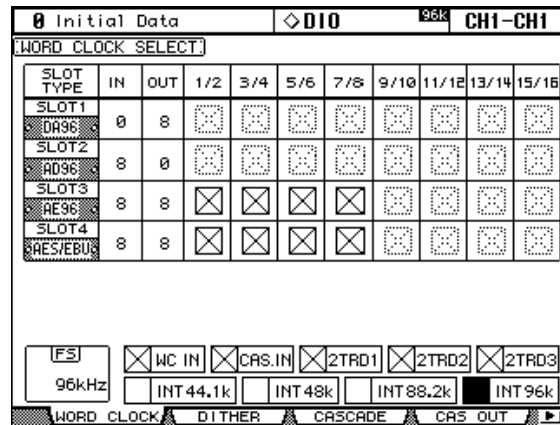 0 Initial Data ◇DIO 96k CH1-CH1
WORD CLOCK SELECT
SLOT TYPE IN OUT 1/2 3/4 5/6 7/8 9/10 11/12 13/14 15/16
SLOT1
DA96 0 8
SLOT2
AD96 8 0
SLOT3
AE96 8 8
SLOT4
AES/EBU 8 8
FS WC IN CAS.IN 2TRD1 2TRD2 2TRD3
96kHz INT44.1k INT48k INT88.2k INT96k
WORD CLOCK DITHER CASCADE CAS OUT